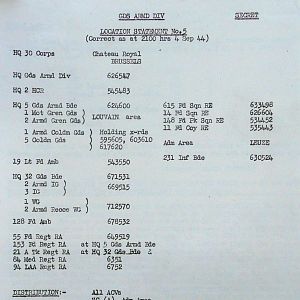 GDS ARMD DIV SECRET
LOCATION STATEMENT No.5
(Correct as at 2100 hrs 4 Sep 44)
HQ 30 Corps Chateau Royal
BRUSSELS
HQ Gds Armd Div 626547
HQ 2 HCR 545483
HQ 5 Gds Armd Bde 624600 615 Fd Sqn RE 633498
1 Mot Gren Gds ) 14 Fd Sqn RE 626604
2 Armd Gren Gds ) LOUVAIN area 148 Fd Pk Sqn RE 534452
11 Fd Coy RE 535443
1 Armd Coldm Gds ) Holding x-rds
5 Coldm Gds ) 595605, 603610 Adm Area LEUZE
617620
19 Lt Fd Amb 543550 231 Inf Bde 630524
HQ 32 Gds Bde 671531
2 Armd IG ) 669515
3 IG )
1 WG ) 712570
2 Armd Recce WG )
128 Fd Amb 678532
55 Fd Regt RA 649519
153 Fd Regt RA at HQ 5 Gds Armd Bde
21 A Tk Regt RA at HQ 32 Gds Bde &
64 Med Regt RA 6351
94 LAA Regt RA 6752
DISTRIBUTION:- All ACVs